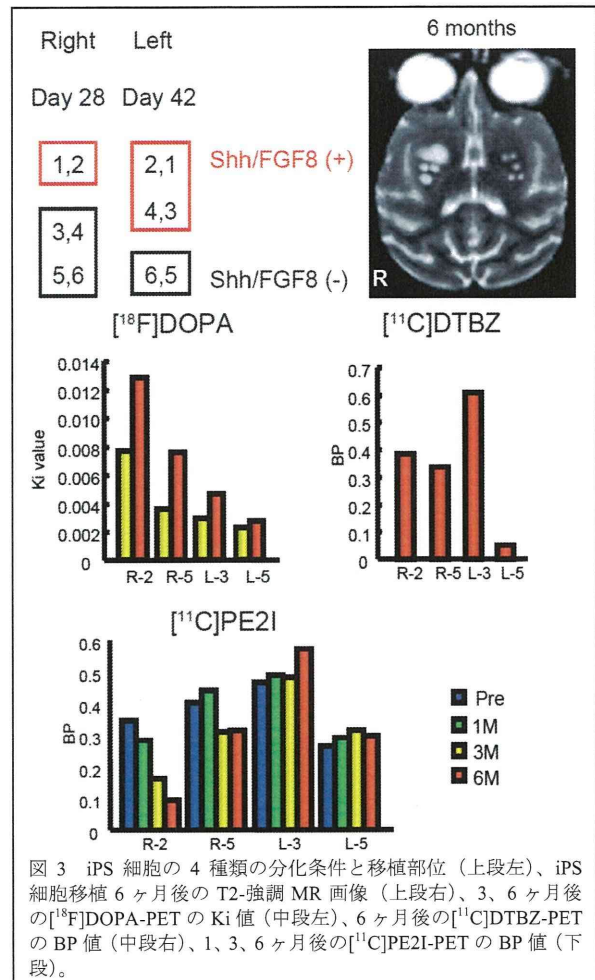 Right Left
Day 28 Day 42
1,2 2,1 Shh/FGF8 (+)
4,3
3,4
5,6 6,5 Shh/FGF8 (-)
6 months
R
[18F]DOPA
Ki value
0.014
0.012
0.010
0.008
0.006
0.004
0.002
0
R-2 R-5 L-3 L-5
[11C]DTBZ
BP
0.7
0.6
0.5
0.4
0.3
0.2
0.1
0
R-2 R-5 L-3 L-5
[11C]PE2I
BP
0.6
0.5
0.4
0.3
0.2
0.1
0
R-2 R-5 L-3 L-5
Pre
1M
3M
6M
図 3 iPS 細胞の 4 種類の分化条件と移植部位（上段左）、iPS
細胞移植 6 ヶ月後の T2-強調 MR 画像（上段右）、3、6 ヶ月後
の[18F]DOPA-PET の Ki 値（中段左）、6 ヶ月後の[11C]DTBZ-PET
の BP 値（中段右）、1、3、6 ヶ月後の[11C]PE2I-PET の BP 値（下
段）。